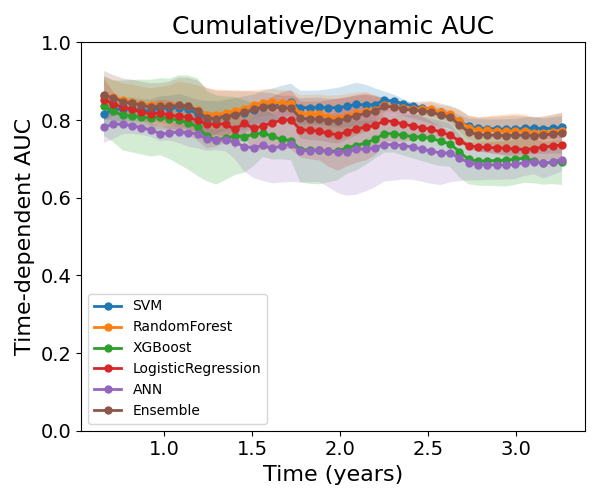 Cumulative/Dynamic AUC
Time-dependent AUC
1.0
0.8
0.6
0.4
0.2
0.0
SVM
RandomForest
XGBoost
LogisticRegression
ANN
Ensemble
1.0 1.5 2.0 2.5 3.0
Time (years)